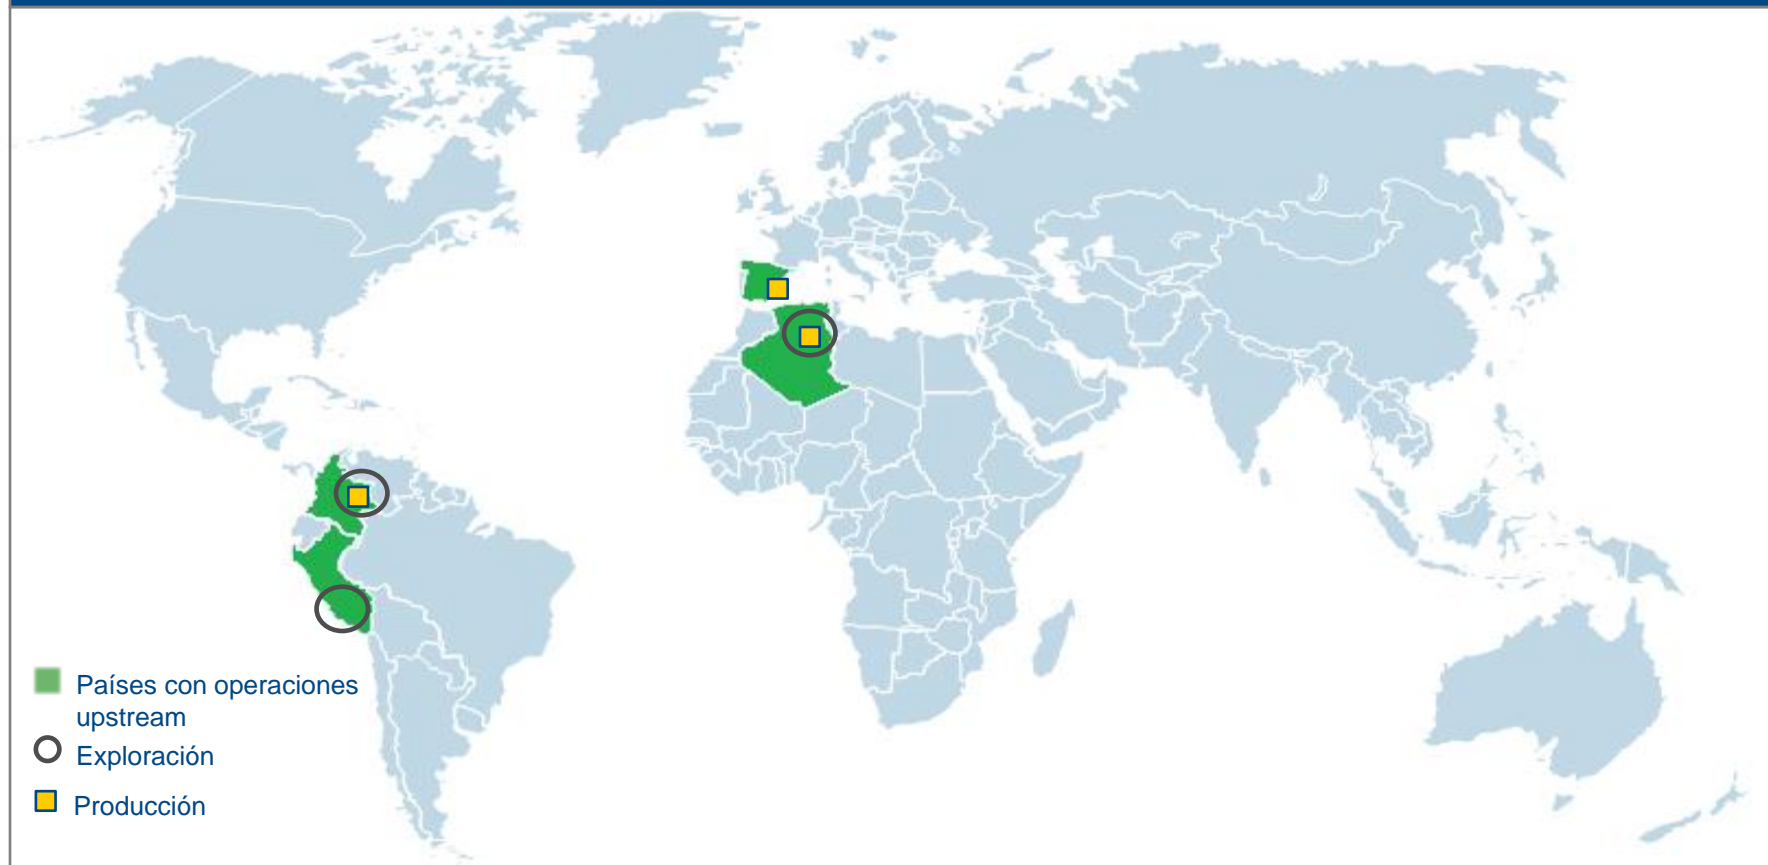 Países con operaciones
upstream
Exploración
Producción